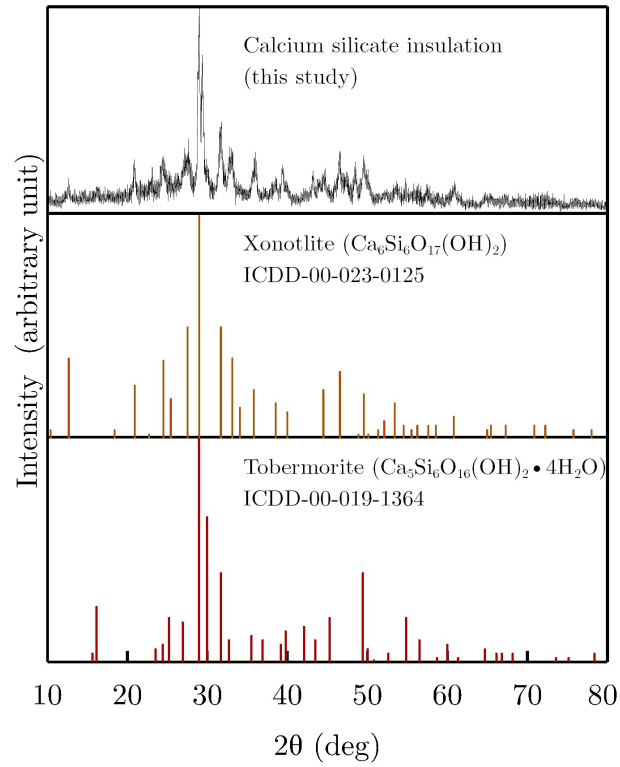 Calcium silicate insulation
(this study)
Xonotlite (Ca₆Si₆O₁₇(OH)₂)
ICDD-00-023-0125
Tobermorite (Ca₅Si₆O₁₆(OH)₂ • 4H₂O)
ICDD-00-019-1364
Intensity (arbitrary unit)
10 20 30 40 50 60 70 80
2θ (deg)